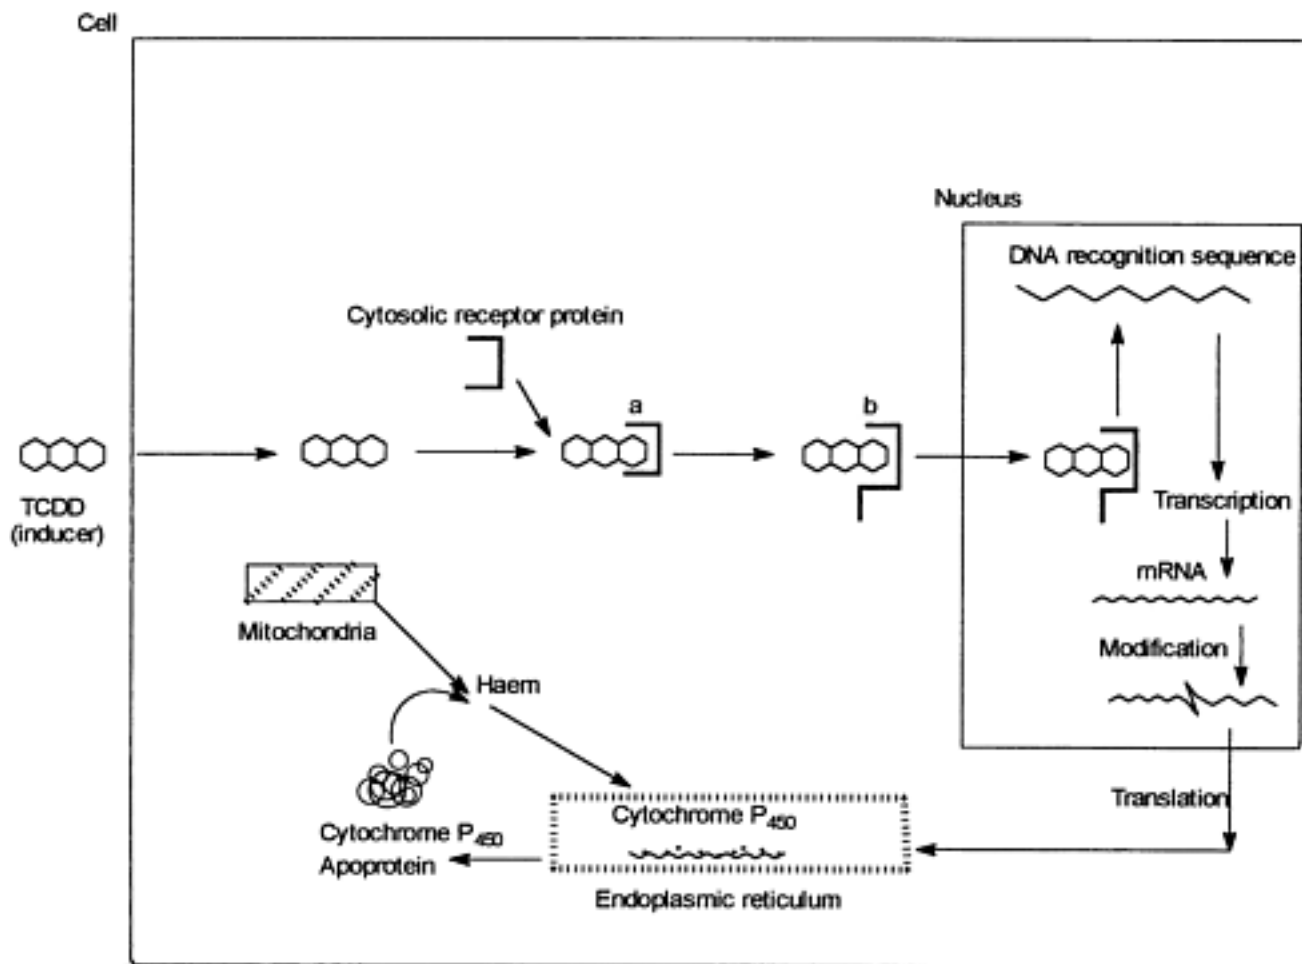 Cell
Nucleus
DNA recognition sequence
Cytosolic receptor protein
a
b
TCDD
(inducer)
Transcription
mRNA
Mitochondria
Modification
Haem
Translation
Cytochrome P450
Cytochrome P450
Apoprotein
Endoplasmic reticulum